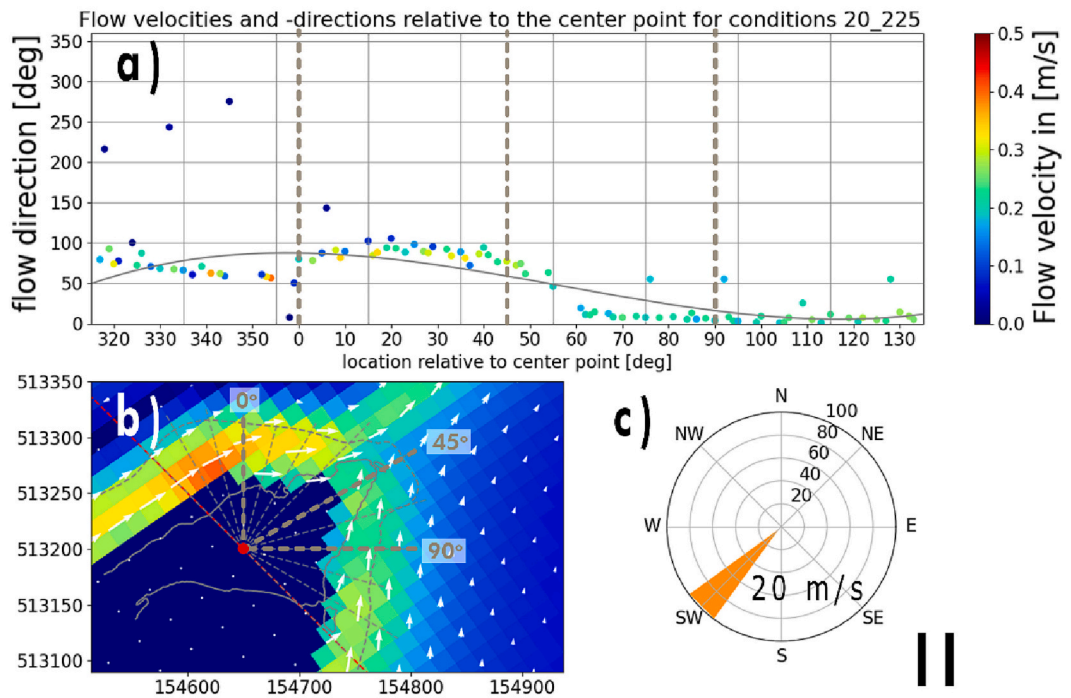 Flow velocities and -directions relative to the center point for conditions 20_225
a)
flow direction [deg]
350
300
250
200
150
100
50
0
320 330 340 350 0 10 20 30 40 50 60 70 80 90 100 110 120 130
location relative to center point [deg]
0.5
0.4
0.3
0.2
0.1
0.0
Flow velocity in [m/s]
b)
513350
513300
513250
513200
513150
513100
154600 154700 154800 154900
0°
45°
90°
c)
N
NE
E
SE
S
SW
W
NW
100
80
60
40
20
20 m/s